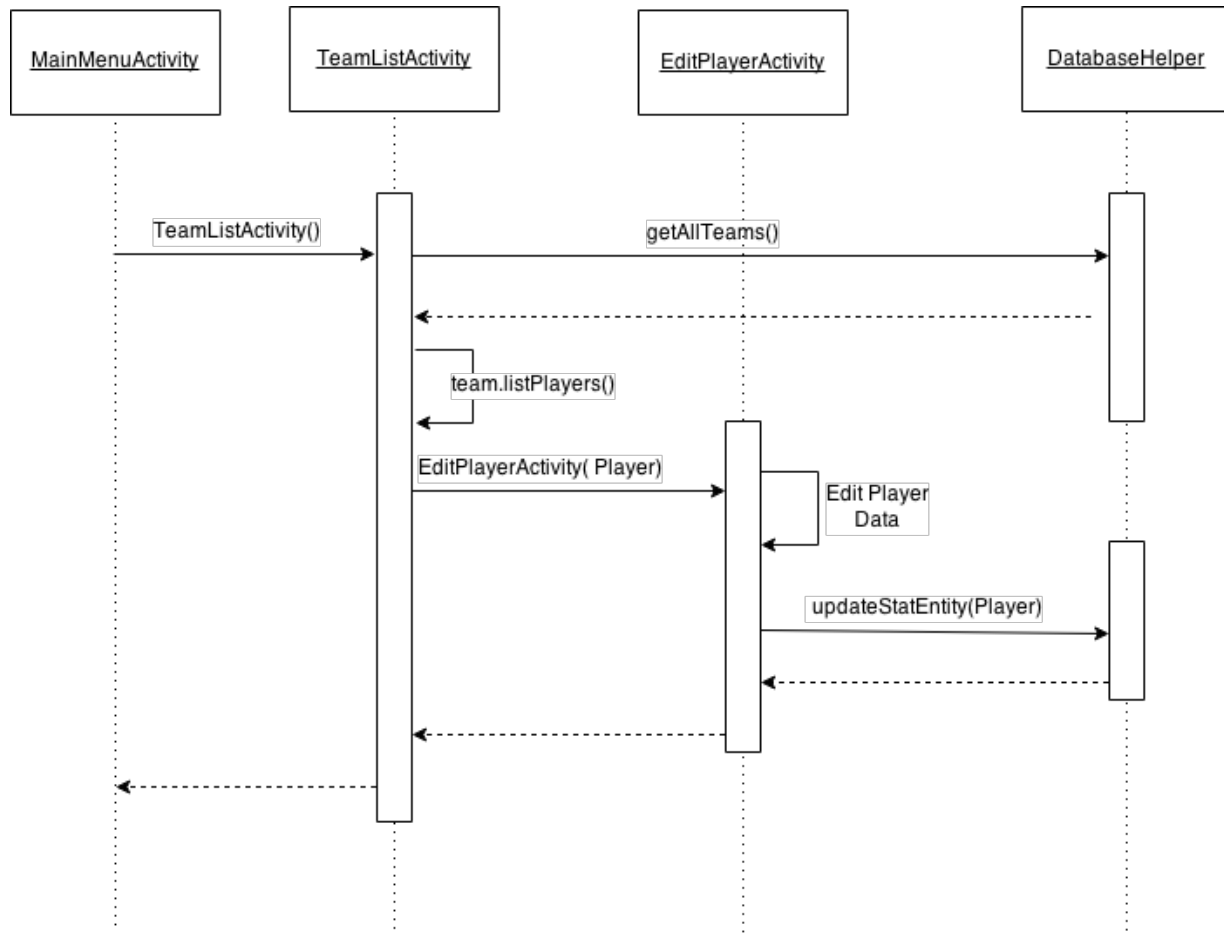 MainMenuActivity
TeamListActivity
EditPlayerActivity
DatabaseHelper
TeamListActivity()
getAllTeams()
team.listPlayers()
EditPlayerActivity( Player)
Edit Player
Data
updateStatEntity(Player)